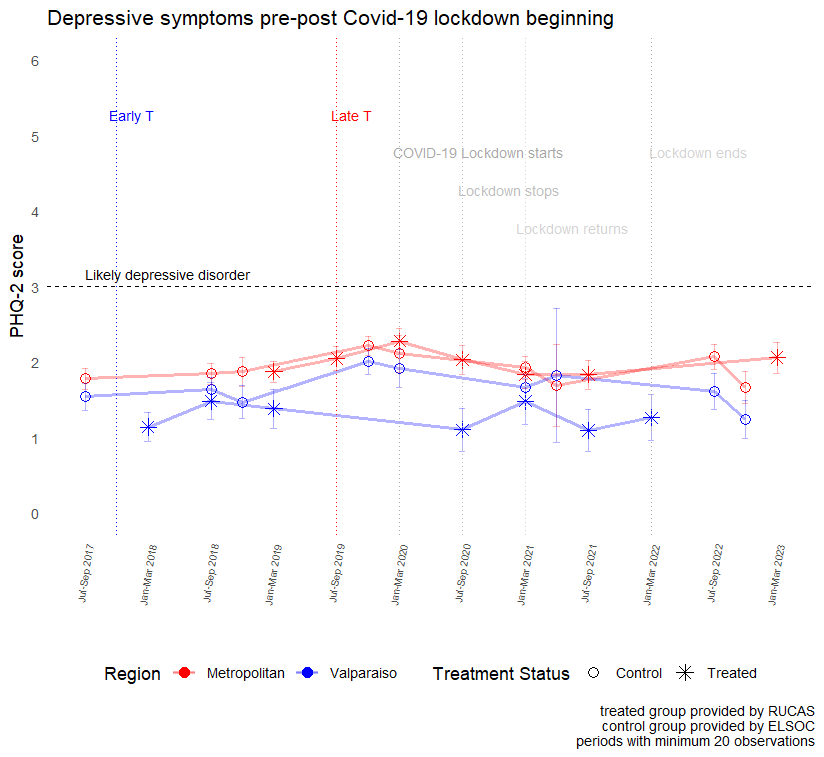 Depressive symptoms pre-post Covid-19 lockdown beginning
PHQ-2 score
6
5
4
3
2
1
0
Early T
Late T
COVID-19 Lockdown starts
Lockdown ends
Lockdown stops
Lockdown returns
Likely depressive disorder
Jul-Sep 2017
Jan-Mar 2018
Jul-Sep 2018
Jan-Mar 2019
Jul-Sep 2019
Jan-Mar 2020
Jul-Sep 2020
Jan-Mar 2021
Jul-Sep 2021
Jan-Mar 2022
Jul-Sep 2022
Jan-Mar 2023
Region Metropolitan Valparaiso Treatment Status Control Treated
treated group provided by RUCAS
control group provided by ELSOC
periods with minimum 20 observations